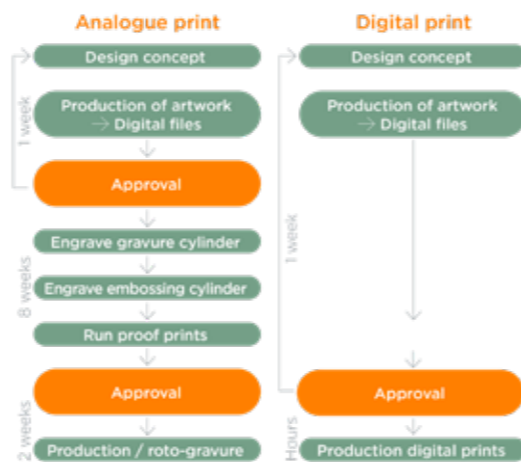 Analogue print
Design concept
Production of artwork
→ Digital files
Approval
Engrave gravure cylinder
Engrave embossing cylinder
Run proof prints
Approval
Production / roto-gravure
1 week
8 weeks
2 weeks
Digital print
Design concept
Production of artwork
→ Digital files
Approval
Production digital prints
1 week
Hours